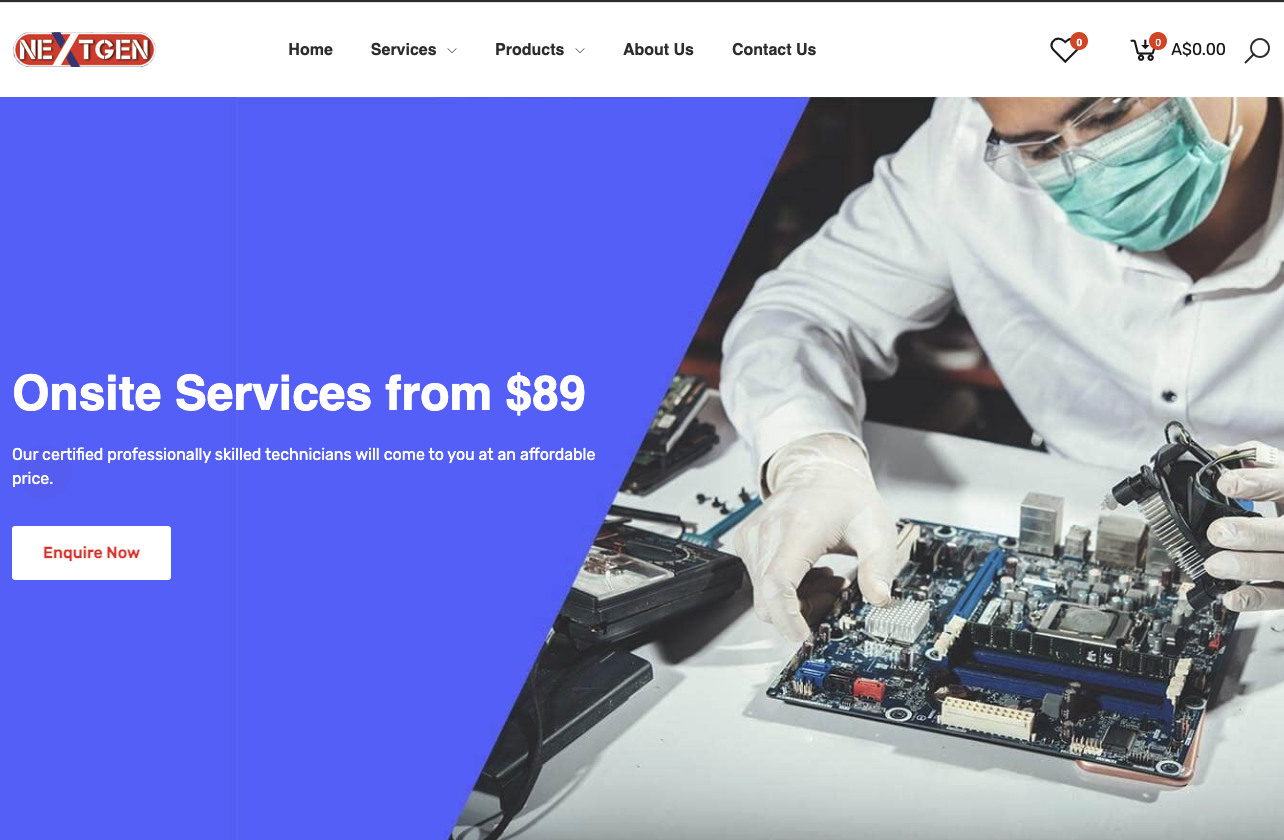 NEXTGEN
Home
Services
Products
About Us
Contact Us
0
0
A$0.00
Onsite Services from $89
Our certified professionally skilled technicians will come to you at an affordable
price.
Enquire Now